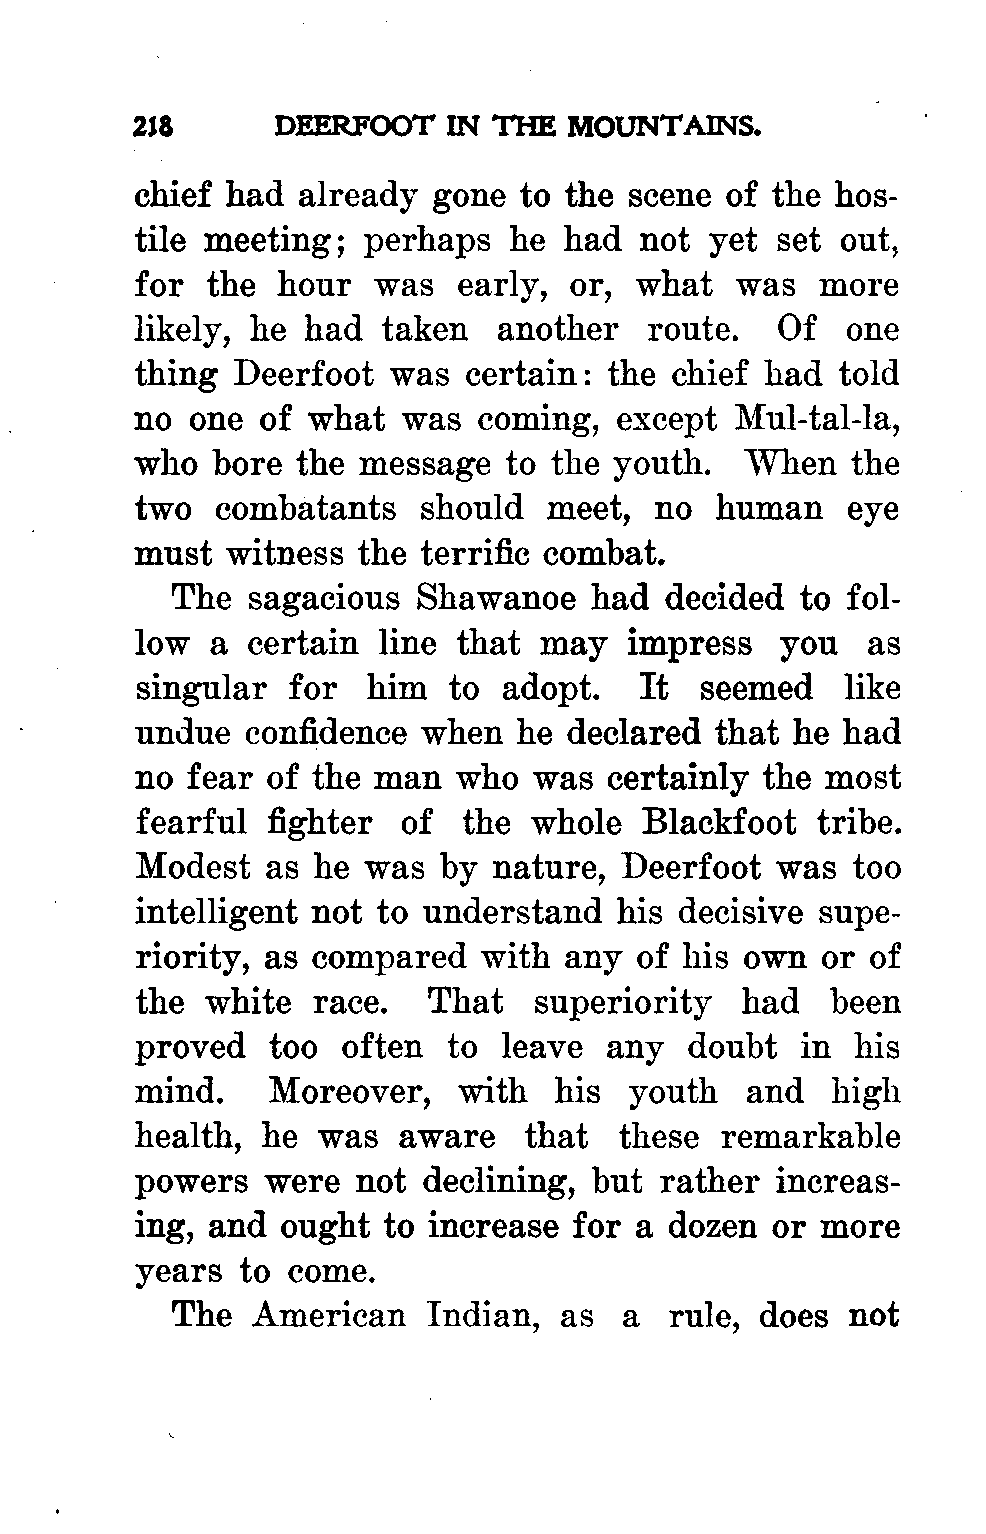 218 DEERFOOT IN THE MOUNTAINS.
chief had already gone to the scene of the hos-
tile meeting; perhaps he had not yet set out,
for the hour was early, or, what was more
likely, he had taken another route. Of one
thing Deerfoot was certain: the chief had told
no one of what was coming, except Mul-tal-la,
who bore the message to the youth. When the
two combatants should meet, no human eye
must witness the terrific combat.
The sagacious Shawanoe had decided to fol-
low a certain line that may impress you as
singular for him to adopt. It seemed like
undue confidence when he declared that he had
no fear of the man who was certainly the most
fearful fighter of the whole Blackfoot tribe.
Modest as he was by nature, Deerfoot was too
intelligent not to understand his decisive supe-
riority, as compared with any of his own or of
the white race. That superiority had been
proved too often to leave any doubt in his
mind. Moreover, with his youth and high
health, he was aware that these remarkable
powers were not declining, but rather increas-
ing, and ought to increase for a dozen or more
years to come.
The American Indian, as a rule, does not